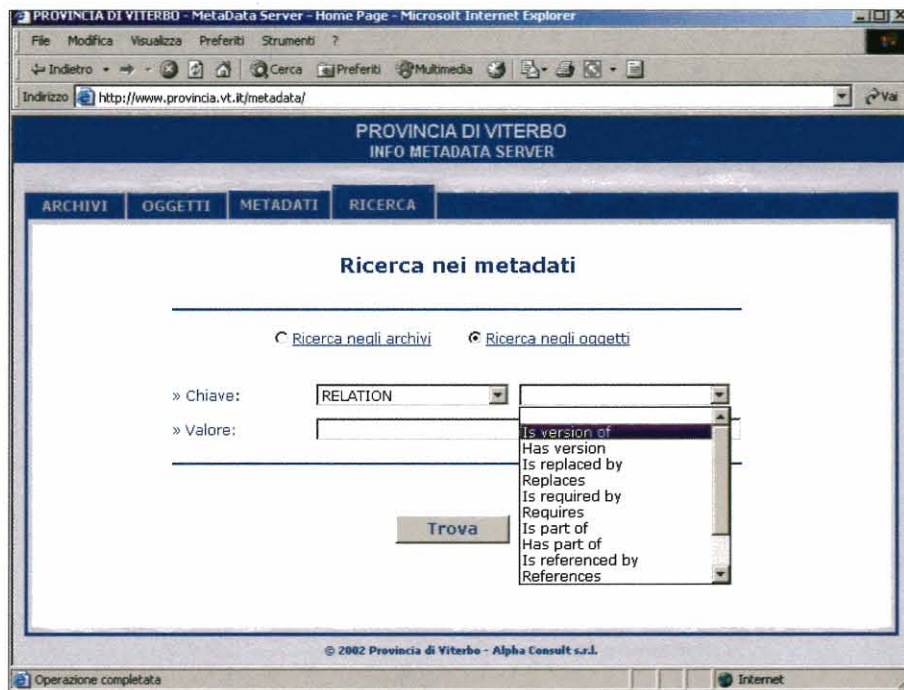 PROVINCIA DI VITERBO - MetaData Server - Home Page - Microsoft Internet Explorer
File Modifica Visualizza Preferiti Strumenti ?
Indietro Cerca Preferiti Multimedia
Indirizzo http://www.provincia.vt.it/metadata/ Vai
PROVINCIA DI VITERBO
INFO METADATA SERVER
ARCHIVI OGGETTI METADATI RICERCA
Ricerca nei metadati
Ricerca negli archivi Ricerca negli oggetti
» Chiave: RELATION
» Valore:
Is version of
Has version
Is replaced by
Replaces
Is required by
Requires
Is part of
Has part of
Is referenced by
References
Trova
© 2002 Provincia di Viterbo - Alpha Consult s.r.l.
Operazione completata Internet